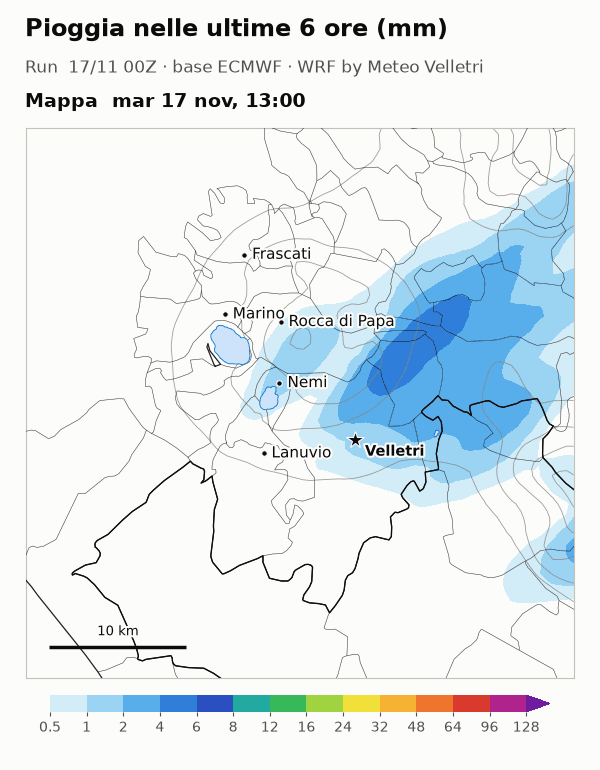 Pioggia nelle ultime 6 ore (mm)
Run  17/11 00Z · base ECMWF · WRF by Meteo Velletri
Mappa  mar 17 nov, 13:00
Frascati
Marino
Rocca di Papa
Nemi
Velletri
Lanuvio
10 km
0.5 1 2 4 6 8 12 16 24 32 48 64 96 128